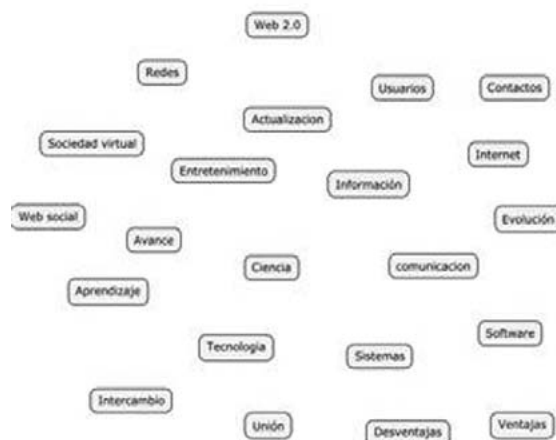 Web 2.0
Redes
Usuarios
Contactos
Actualizacion
Sociedad virtual
Internet
Entretenimiento
Información
Web social
Evolución
Avance
Ciencia
comunicacion
Aprendizaje
Software
Tecnologia
Sistemas
Intercambio
Unión
Desventajas
Ventajas